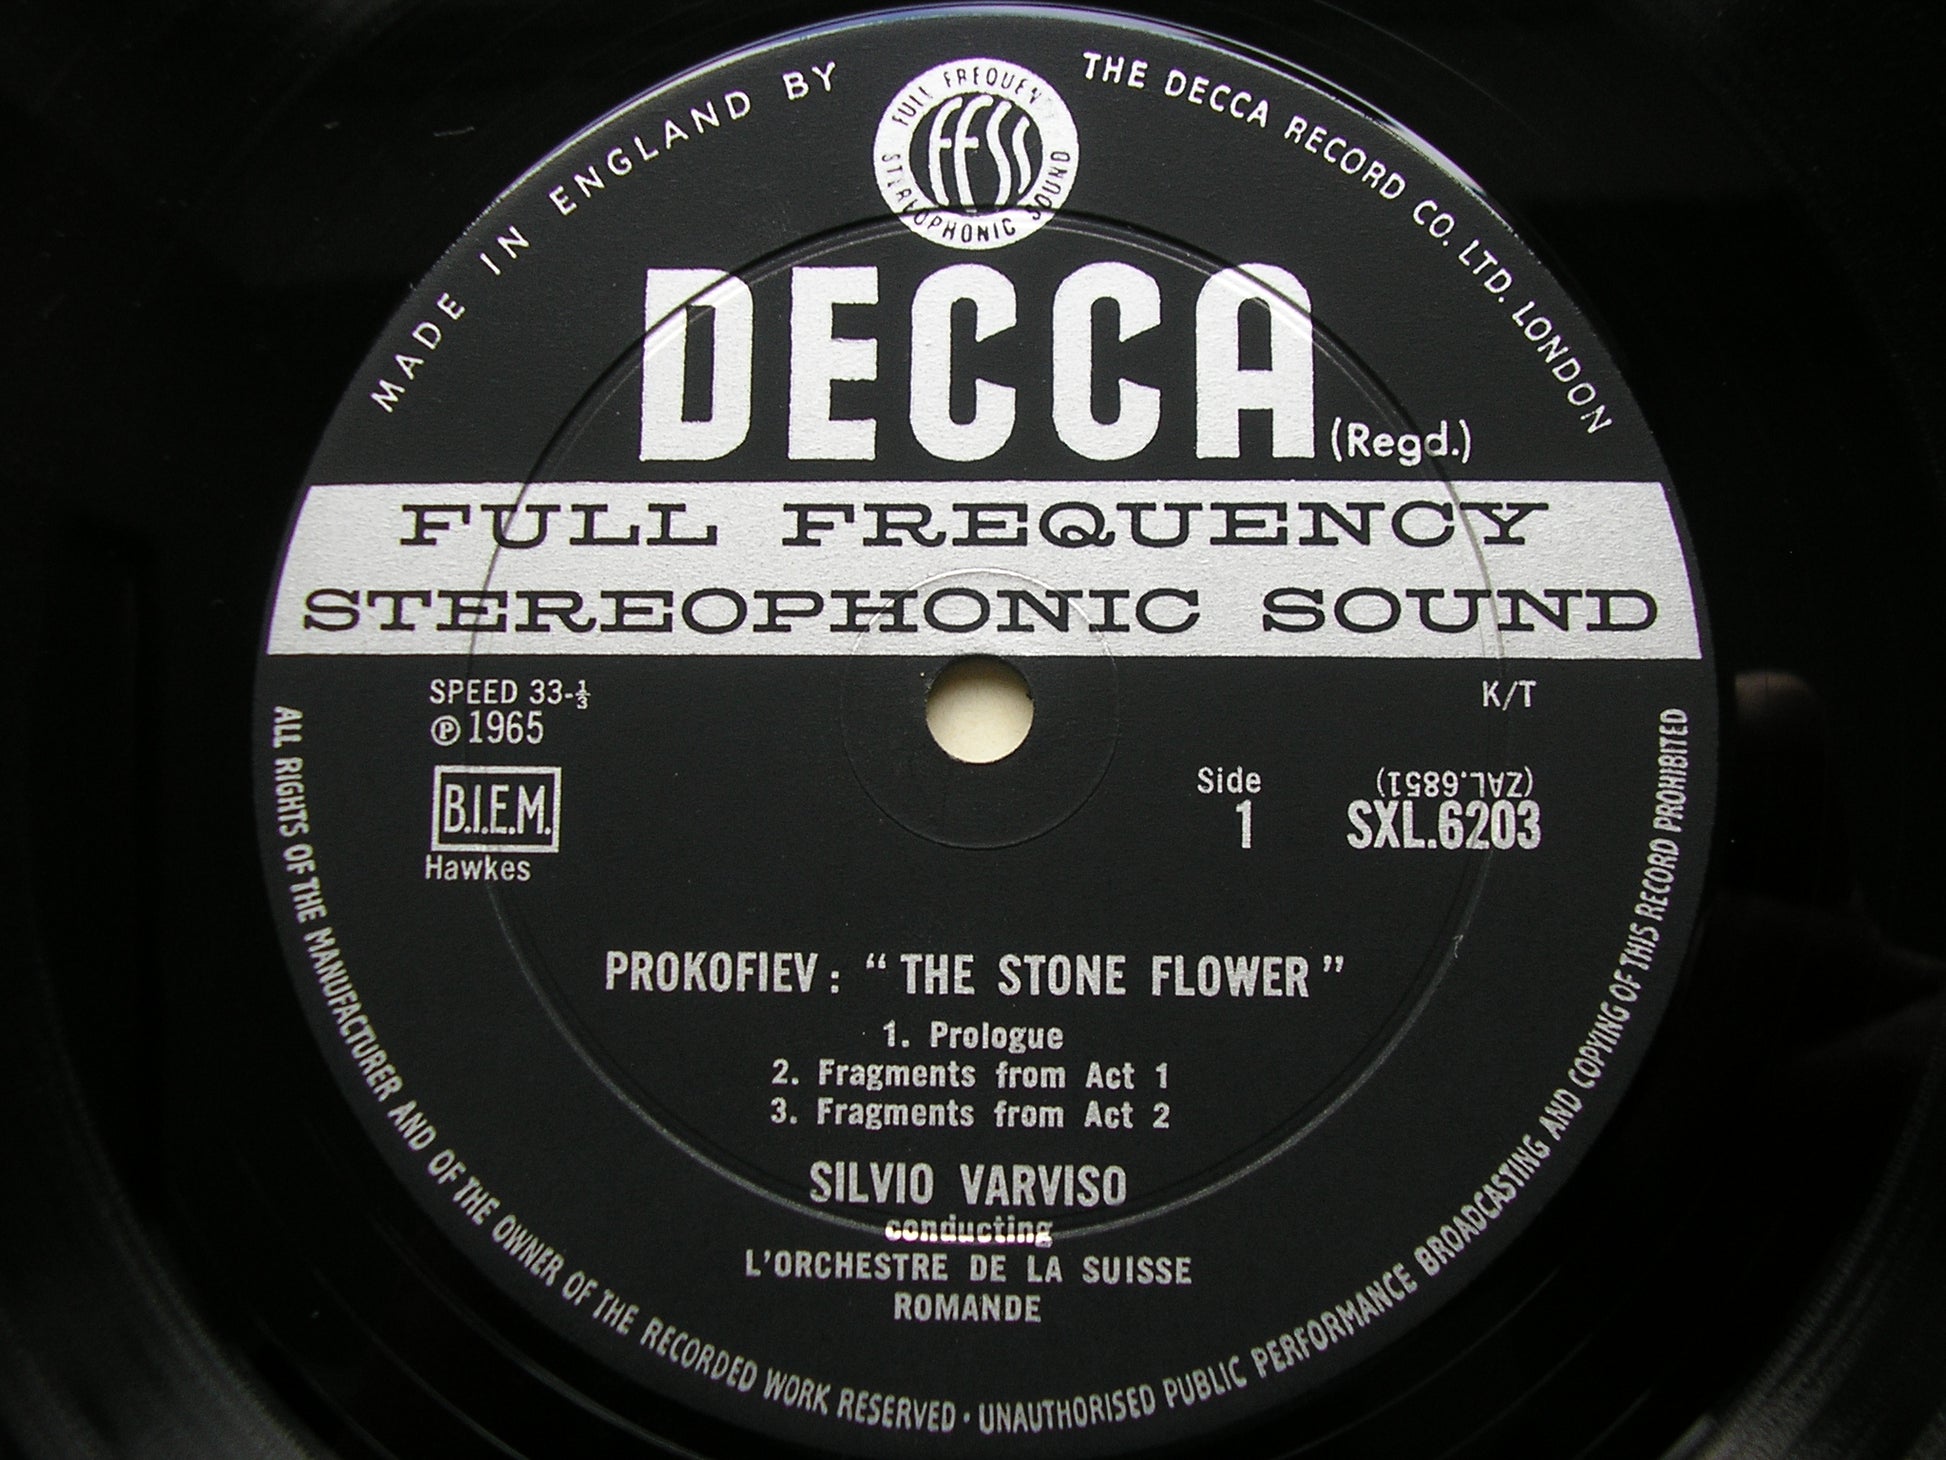 MADE IN ENGLAND BY
THE DECCA RECORD CO. LTD. LONDON
FULL FREQUENCY
FFSS
STEREOPHONIC SOUND
DECCA (Regd.)
FULL FREQUENCY
STEREOPHONIC SOUND
SPEED 33-⅓
K/T
Ⓟ 1965
B.I.E.M.
Hawkes
Side
1
(ZAL.6851)
SXL.6203
PROKOFIEV: “THE STONE FLOWER”
1. Prologue
2. Fragments from Act 1
3. Fragments from Act 2
SILVIO VARVISO
conducting
L'ORCHESTRE DE LA SUISSE
ROMANDE
ALL RIGHTS OF THE MANUFACTURER AND OF THE OWNER OF THE RECORDED WORK RESERVED · UNAUTHORISED PUBLIC PERFORMANCE BROADCASTING AND COPYING OF THIS RECORD PROHIBITED